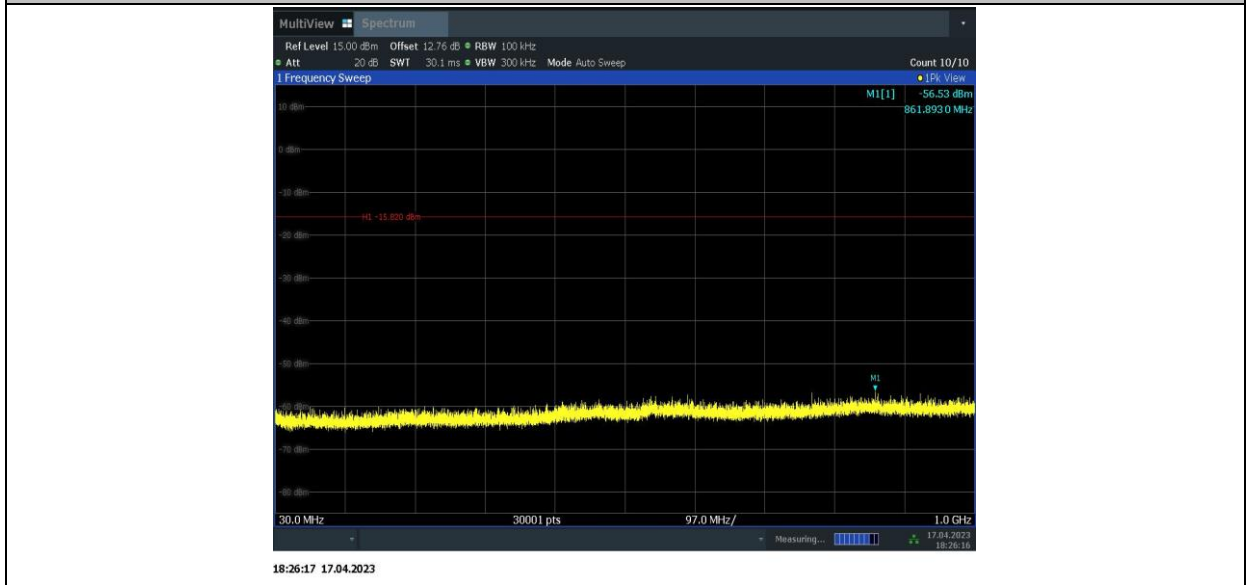 MultiView Spectrum
Ref Level 15.00 dBm Offset 12.76 dB RBW 100 kHz
Att 20 dB SWT 30.1 ms VBW 300 kHz Mode Auto Sweep Count 10/10
1 Frequency Sweep 1Pk View
M1[1] -56.53 dBm
861.8930 MHz
10 dBm
0 dBm
-10 dBm
H1 -15.820 dBm
-20 dBm
-30 dBm
-40 dBm
-50 dBm
M1
-60 dBm
-70 dBm
-80 dBm
30.0 MHz 30001 pts 97.0 MHz/ 1.0 GHz
Measuring... 17.04.2023
18:26:16
18:26:17 17.04.2023